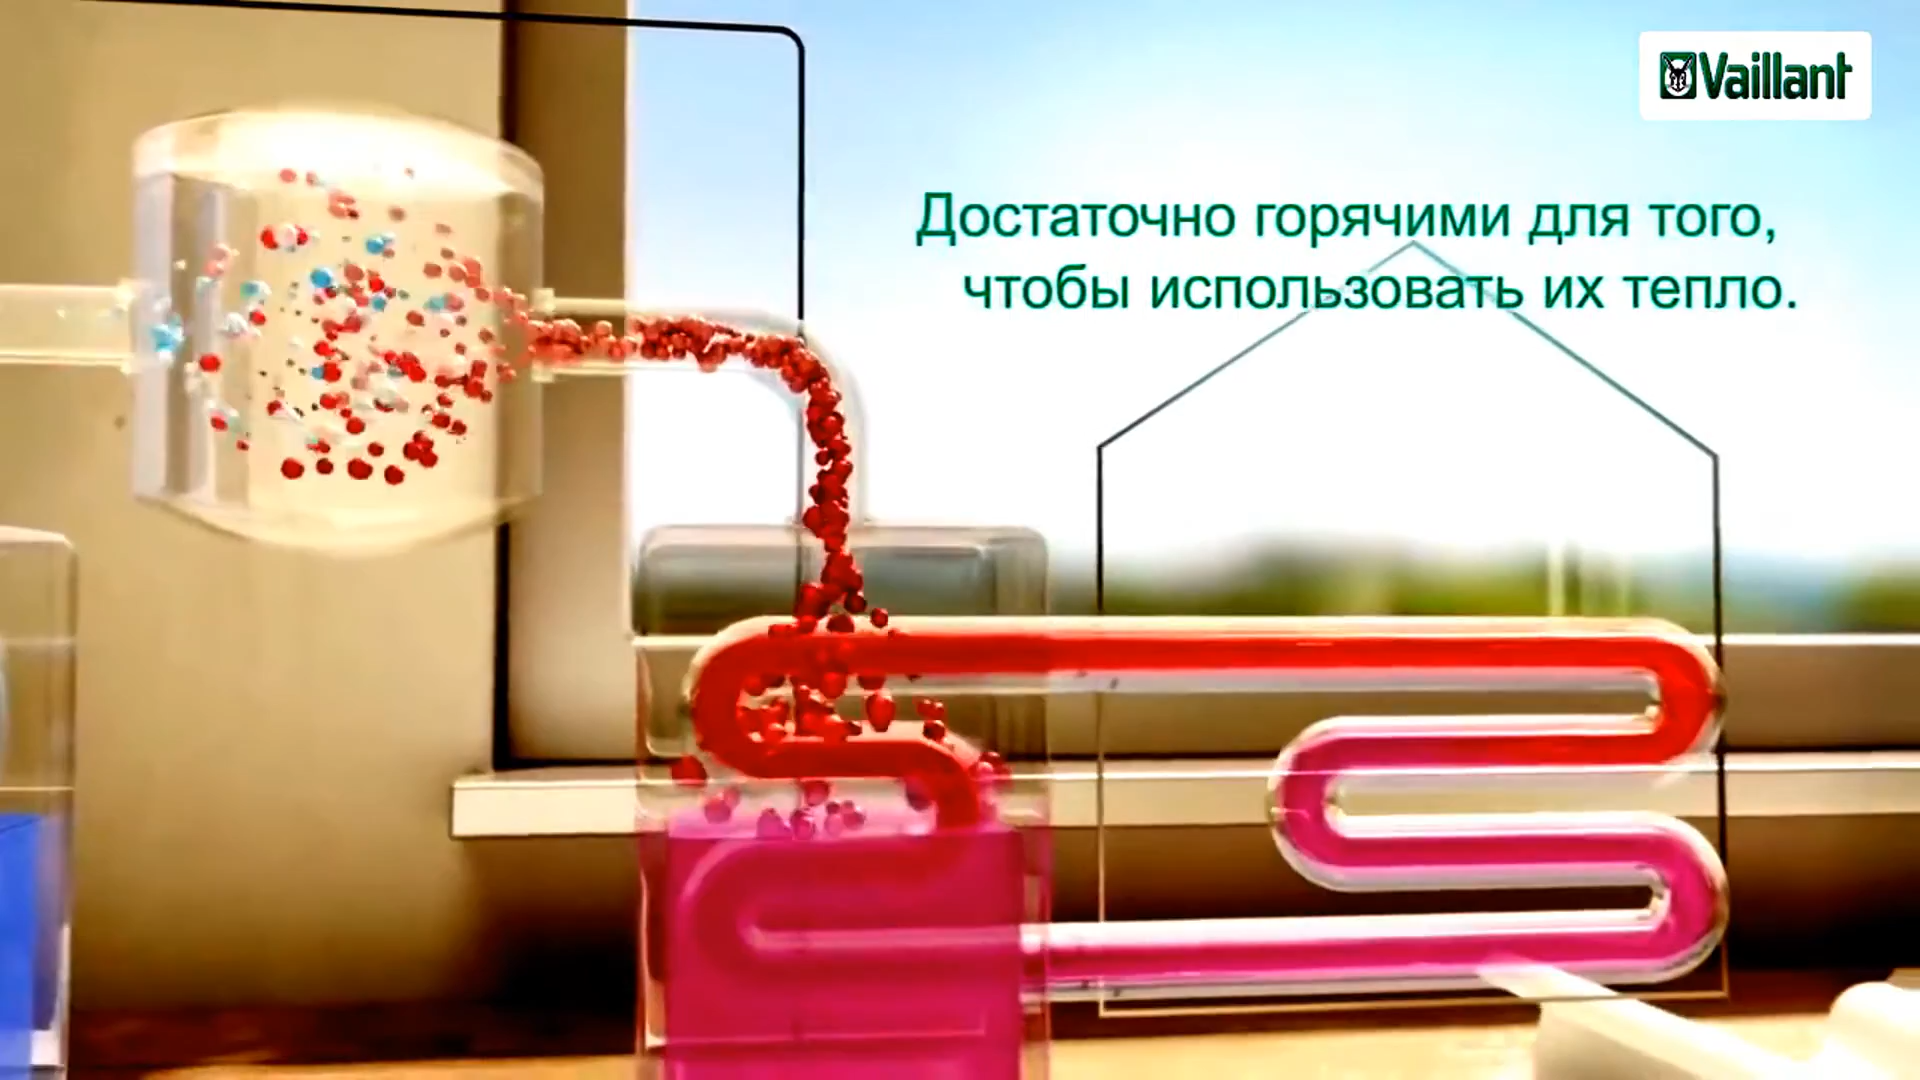 Vaillant
Достаточно горячими для того,
чтобы использовать их тепло.